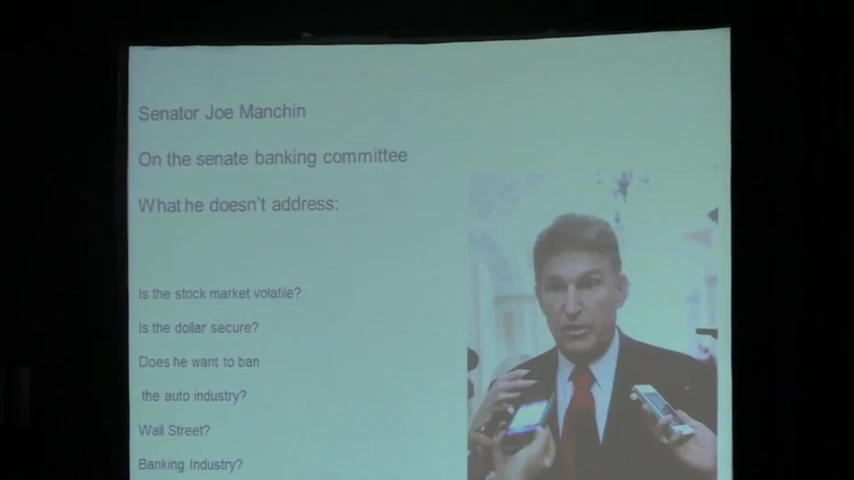 Senator Joe Manchin
On the senate banking committee
What he doesn't address:
Is the stock market volatile?
Is the dollar secure?
Does he want to ban
the auto industry?
Wall Street?
Banking Industry?